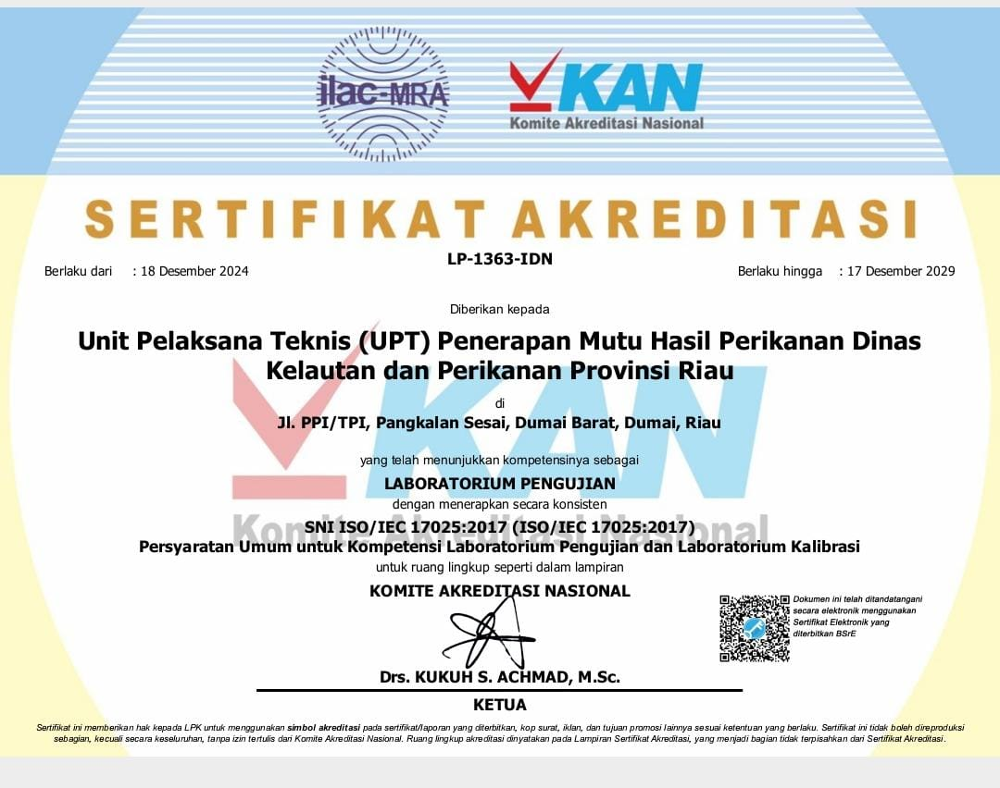 ilac-MRA
KAN
Komite Akreditasi Nasional
SERTIFIKAT AKREDITASI
LP-1363-IDN
Berlaku dari : 18 Desember 2024
Berlaku hingga : 17 Desember 2029
Diberikan kepada
Unit Pelaksana Teknis (UPT) Penerapan Mutu Hasil Perikanan Dinas
Kelautan dan Perikanan Provinsi Riau
di
Jl. PPI/TPI, Pangkalan Sesai, Dumai Barat, Dumai, Riau
yang telah menunjukkan kompetensinya sebagai
LABORATORIUM PENGUJIAN
dengan menerapkan secara konsisten
SNI ISO/IEC 17025:2017 (ISO/IEC 17025:2017)
Persyaratan Umum untuk Kompetensi Laboratorium Pengujian dan Laboratorium Kalibrasi
untuk ruang lingkup seperti dalam lampiran
KAN
Komite Akreditasi Nasional
KOMITE AKREDITASI NASIONAL
Dokumen ini telah ditandatangani
secara elektronik menggunakan
Sertifikat Elektronik yang
diterbitkan BSrE
Drs. KUKUH S. ACHMAD, M.Sc.
KETUA
Sertifikat ini memberikan hak kepada LPK untuk menggunakan simbol akreditasi pada sertifikat/laporan yang diterbitkan, kop surat, iklan, dan tujuan promosi lainnya sesuai ketentuan yang berlaku. Sertifikat ini tidak boleh direproduksi
sebagian, kecuali secara keseluruhan, tanpa izin tertulis dari Komite Akreditasi Nasional. Ruang lingkup akreditasi dinyatakan pada Lampiran Sertifikat Akreditasi, yang menjadi bagian tidak terpisahkan dari Sertifikat Akreditasi.